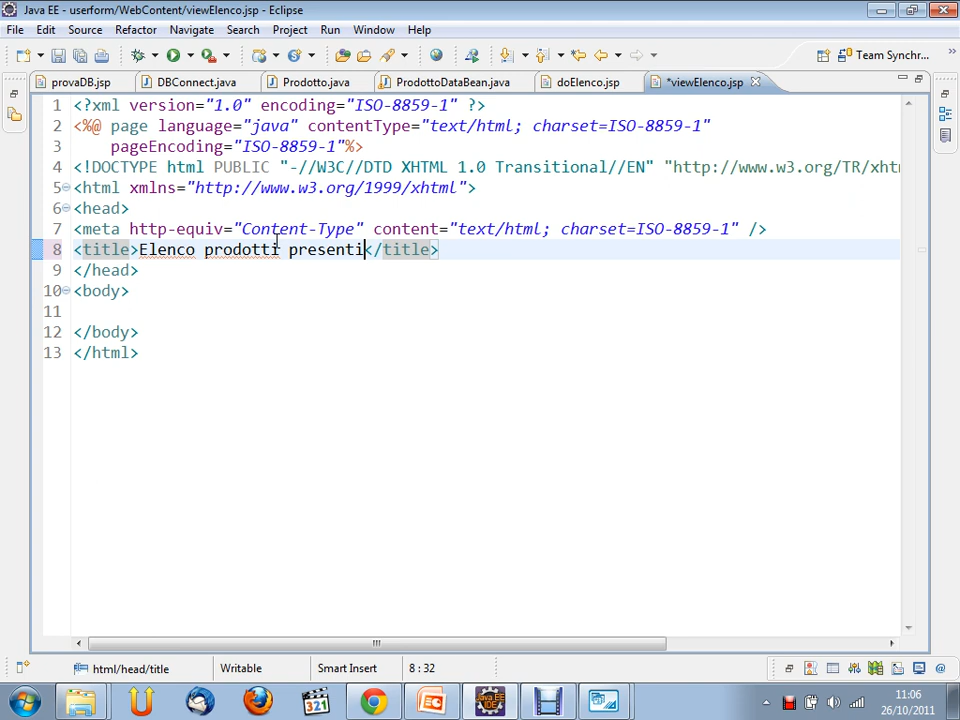 Java EE - userform/WebContent/viewElenco.jsp - Eclipse
File Edit Source Refactor Navigate Search Project Run Window Help
Team Synchr... »
provaDB.jsp DBConnect.java Prodotto.java ProdottoDataBean.java doElenco.jsp *viewElenco.jsp
1 <?xml version="1.0" encoding="ISO-8859-1" ?>
2 <%@ page language="java" contentType="text/html; charset=ISO-8859-1"
3 pageEncoding="ISO-8859-1"%>
4 <!DOCTYPE html PUBLIC "-//W3C//DTD XHTML 1.0 Transitional//EN" "http://www.w3.org/TR/xht
5 <html xmlns="http://www.w3.org/1999/xhtml">
6 <head>
7 <meta http-equiv="Content-Type" content="text/html; charset=ISO-8859-1" />
8 <title>Elenco prodotti presenti</title>
9 </head>
10 <body>
11
12 </body>
13 </html>
html/head/title Writable Smart Insert 8 : 32
321 Java EE IDE
11:06
26/10/2011